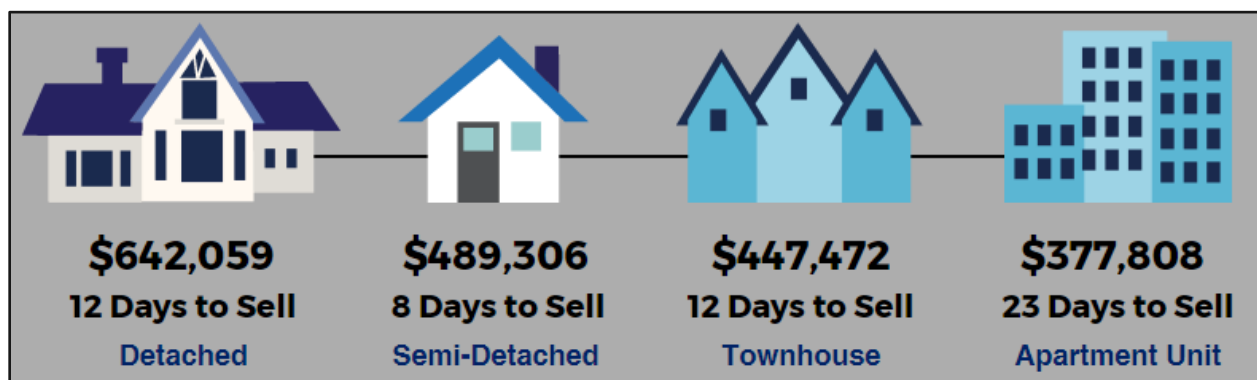 $642,059
12 Days to Sell
Detached
$489,306
8 Days to Sell
Semi-Detached
$447,472
12 Days to Sell
Townhouse
$377,808
23 Days to Sell
Apartment Unit